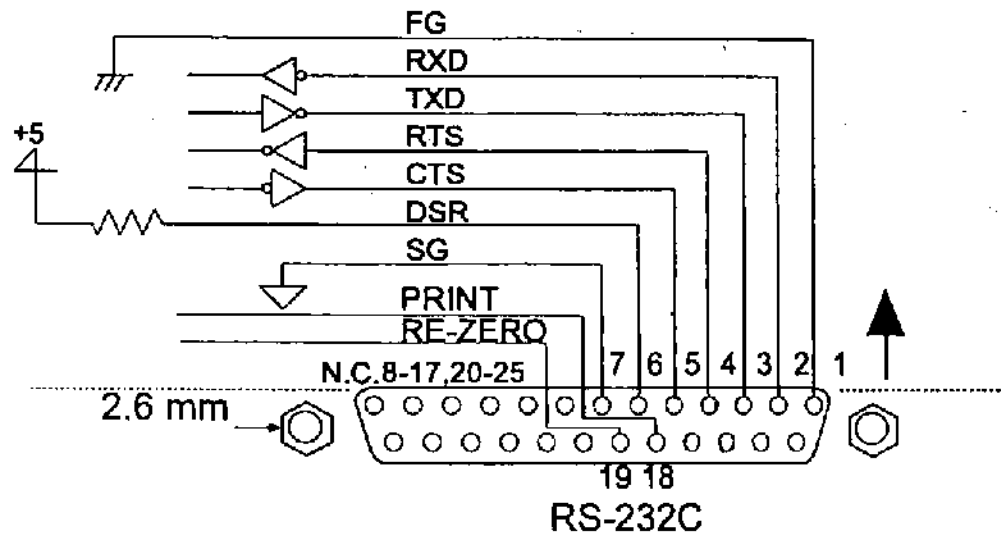 FG
RXD
TXD
+5
RTS
CTS
DSR
SG
PRINT
RE-ZERO
N.C.8-17,20-25
7 6 5 4 3 2 1
2.6 mm
19 18
RS-232C